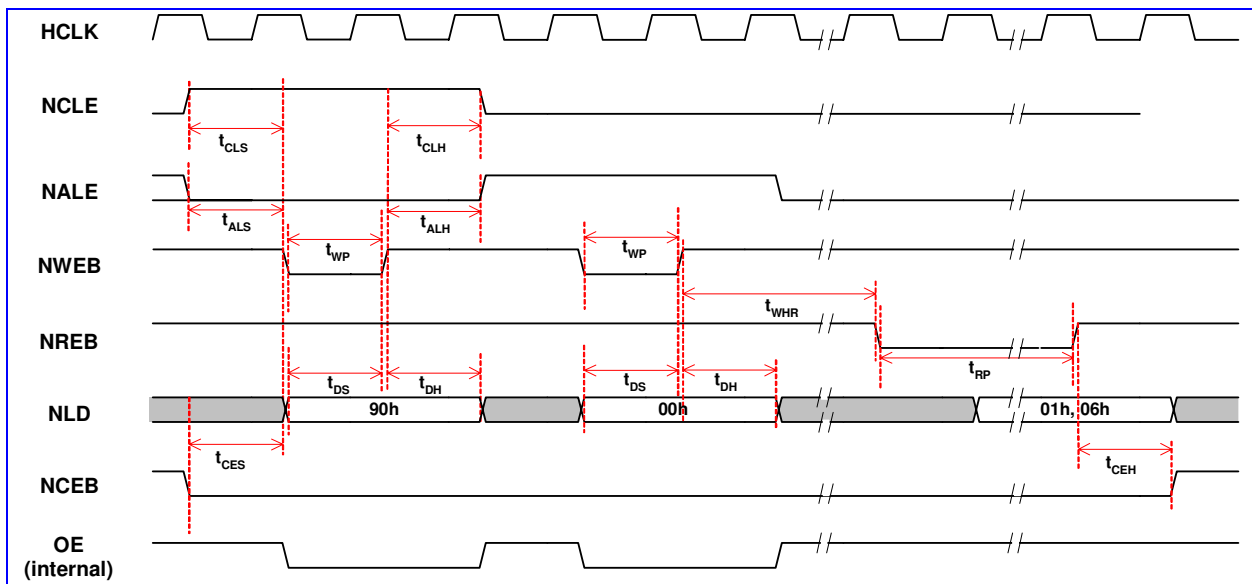 HCLK
NCLE
tCLS
tCLH
NALE
tALS
tALH
NWEB
tWP
tWP
tWHR
NREB
tRP
NLD
tDS
tDH
tDS
tDH
90h
00h
01h, 06h
tCES
tCEH
NCEB
OE
(internal)